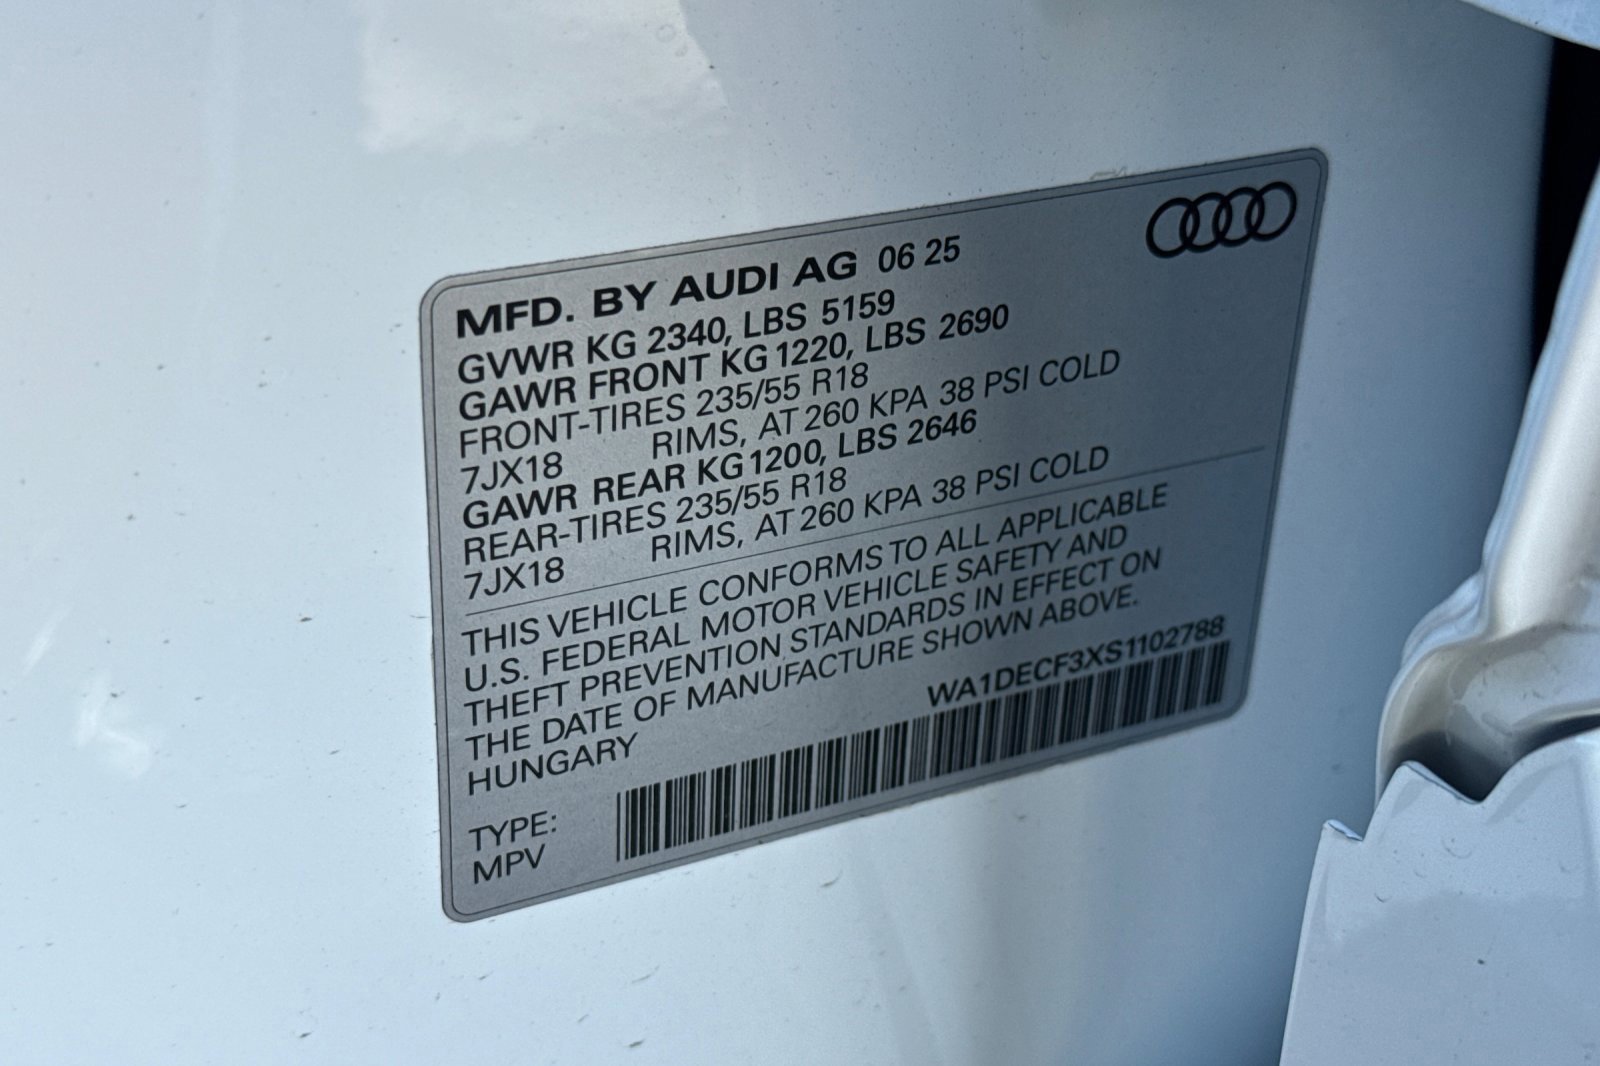 MFD. BY AUDI AG 06 25
GVWR KG 2340, LBS 5159
GAWR FRONT KG 1220, LBS 2690
FRONT-TIRES 235/55 R18
7JX18 RIMS, AT 260 KPA 38 PSI COLD
GAWR REAR KG 1200, LBS 2646
REAR-TIRES 235/55 R18
7JX18 RIMS, AT 260 KPA 38 PSI COLD
THIS VEHICLE CONFORMS TO ALL APPLICABLE
U.S. FEDERAL MOTOR VEHICLE SAFETY AND
THEFT PREVENTION STANDARDS IN EFFECT ON
THE DATE OF MANUFACTURE SHOWN ABOVE.
HUNGARY
WA1DECF3XS1102788
TYPE:
MPV